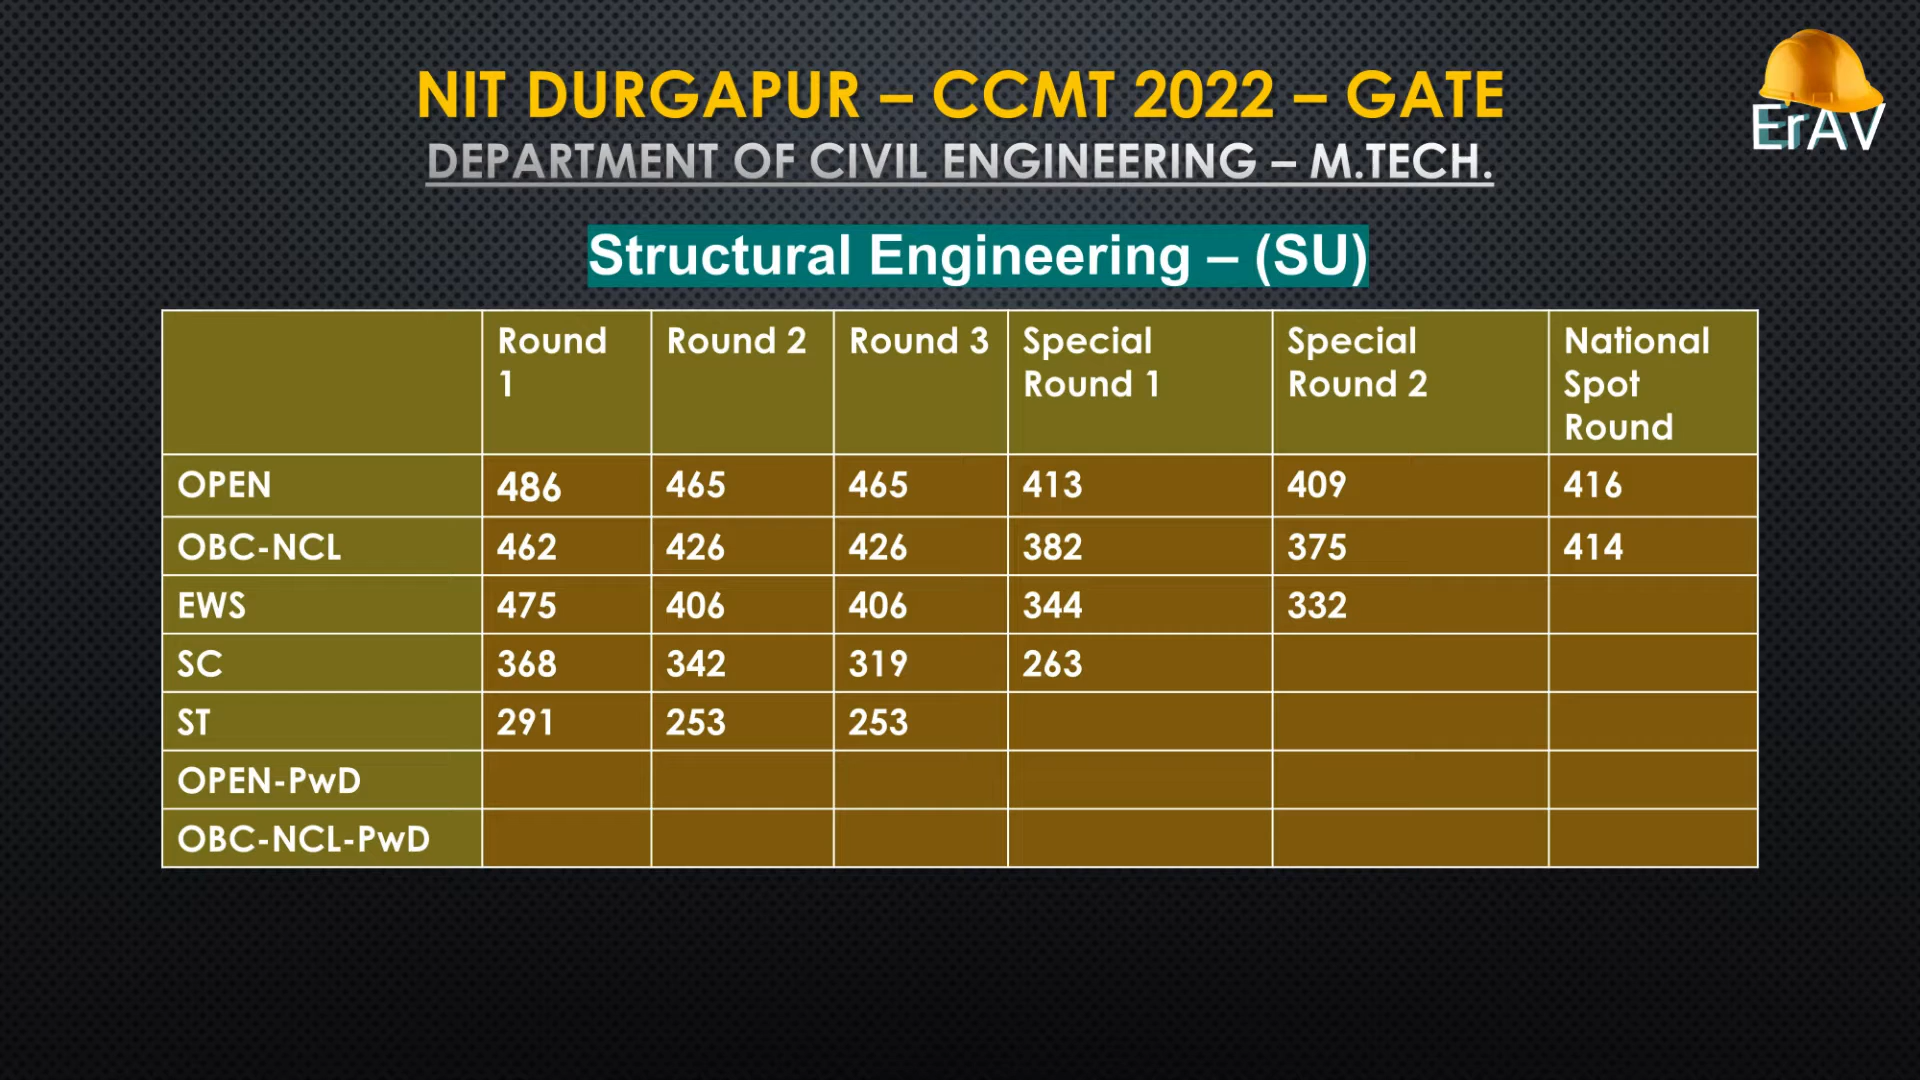 NIT DURGAPUR – CCMT 2022 – GATE
ErAV
DEPARTMENT OF CIVIL ENGINEERING – M.TECH.
Structural Engineering – (SU)
Round 1 Round 2 Round 3 Special Round 1 Special Round 2 National Spot Round
OPEN 486 465 465 413 409 416
OBC-NCL 462 426 426 382 375 414
EWS 475 406 406 344 332
SC 368 342 319 263
ST 291 253 253
OPEN-PwD
OBC-NCL-PwD